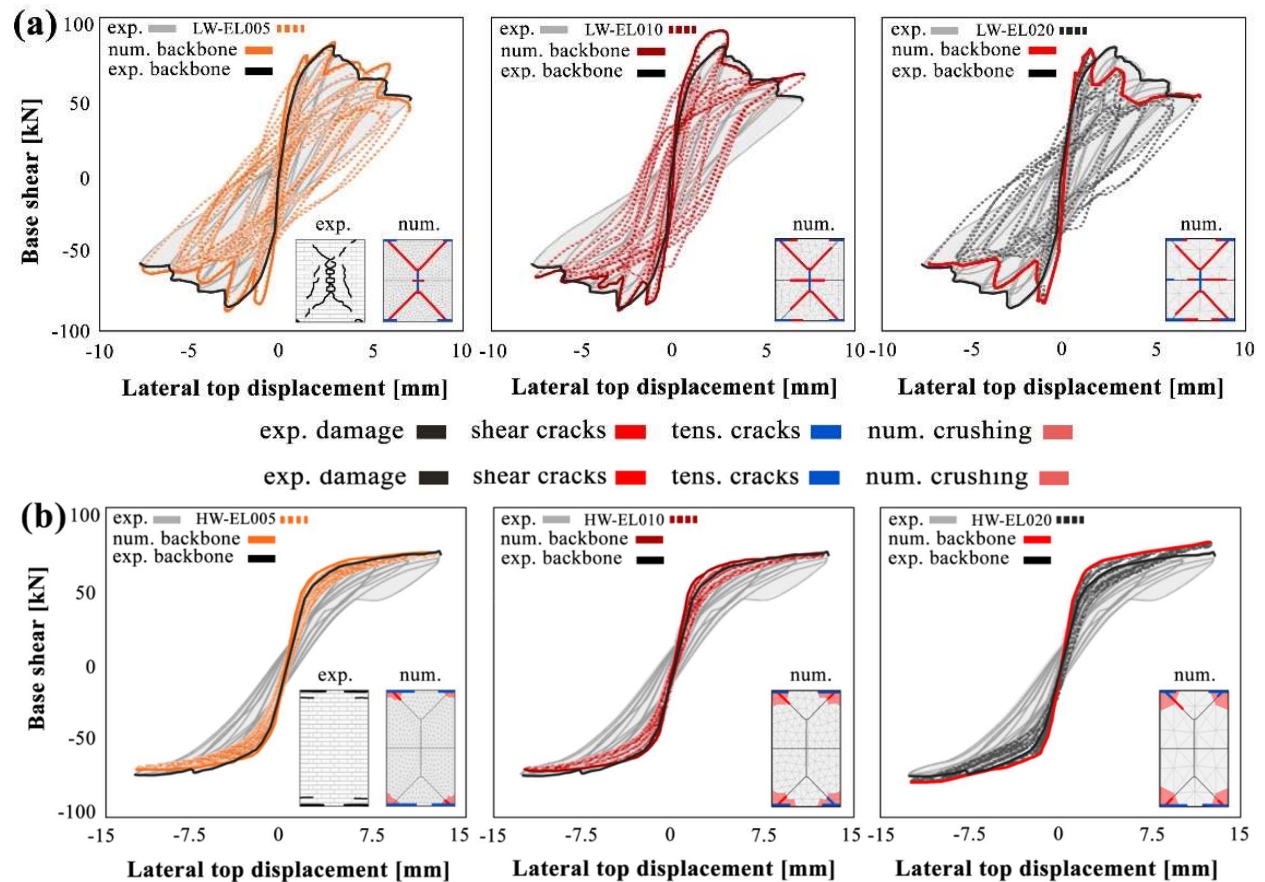 (a)
exp. LW-EL005
num. backbone
exp. backbone
exp. LW-EL010
num. backbone
exp. backbone
exp. LW-EL020
num. backbone
exp. backbone
Base shear [kN]
100
50
0
-50
-100
exp. num.
num.
num.
-10 -5 0 5 10
-10 -5 0 5 10
-10 -5 0 5 10
Lateral top displacement [mm]
Lateral top displacement [mm]
Lateral top displacement [mm]
exp. damage shear cracks tens. cracks num. crushing
exp. damage shear cracks tens. cracks num. crushing
(b)
exp. HW-EL005
num. backbone
exp. backbone
exp. HW-EL010
num. backbone
exp. backbone
exp. HW-EL020
num. backbone
exp. backbone
Base shear [kN]
100
50
0
-50
-100
exp. num.
num.
num.
-15 -7.5 0 7.5 15
-15 -7.5 0 7.5 15
-15 -7.5 0 7.5 15
Lateral top displacement [mm]
Lateral top displacement [mm]
Lateral top displacement [mm]